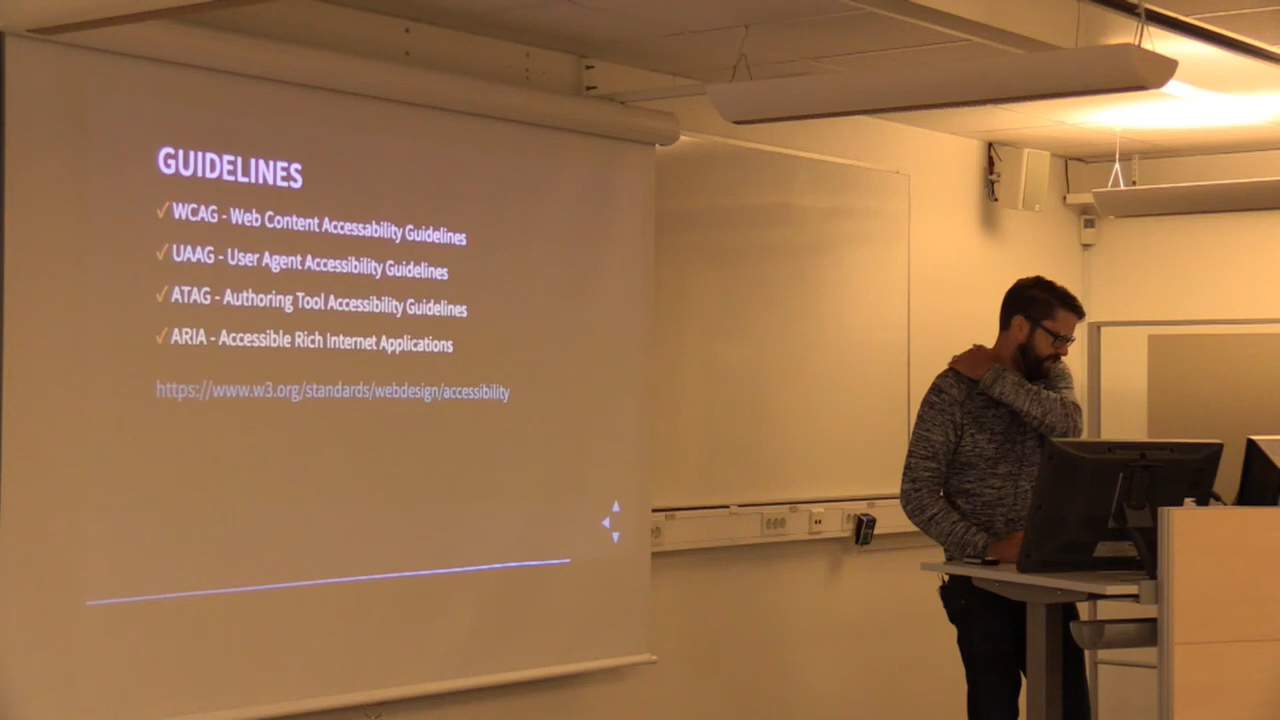 GUIDELINES
✓ WCAG - Web Content Accessability Guidelines
✓ UAAG - User Agent Accessibility Guidelines
✓ ATAG - Authoring Tool Accessibility Guidelines
✓ ARIA - Accessible Rich Internet Applications
https://www.w3.org/standards/webdesign/accessibility